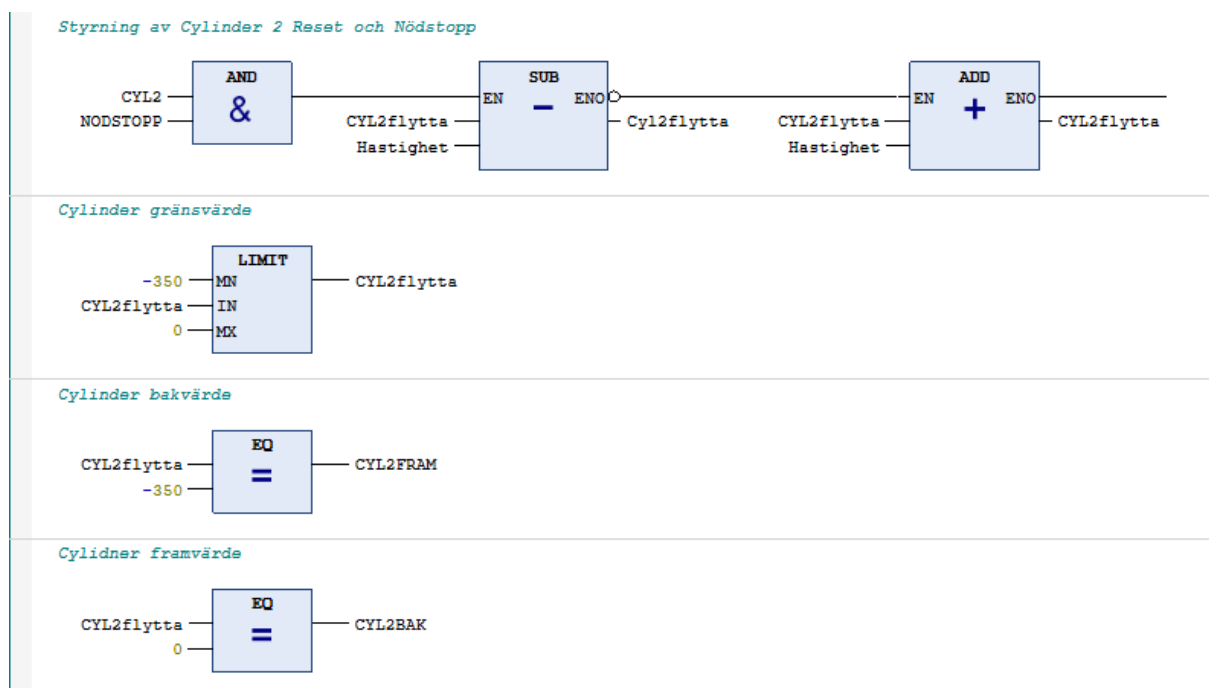 Styrning av Cylinder 2 Reset och Nödstopp
AND
&
CYL2
NODSTOPP
SUB
EN
-
ENO
CYL2flytta
Hastighet
Cyl2flytta
ADD
EN
+
ENO
CYL2flytta
Hastighet
CYL2flytta
Cylinder gränsvärde
LIMIT
-350
MN
CYL2flytta
CYL2flytta
IN
0
MX
Cylinder bakvärde
EQ
=
CYL2flytta
-350
CYL2FRAM
Cylidner framvärde
EQ
=
CYL2flytta
0
CYL2BAK